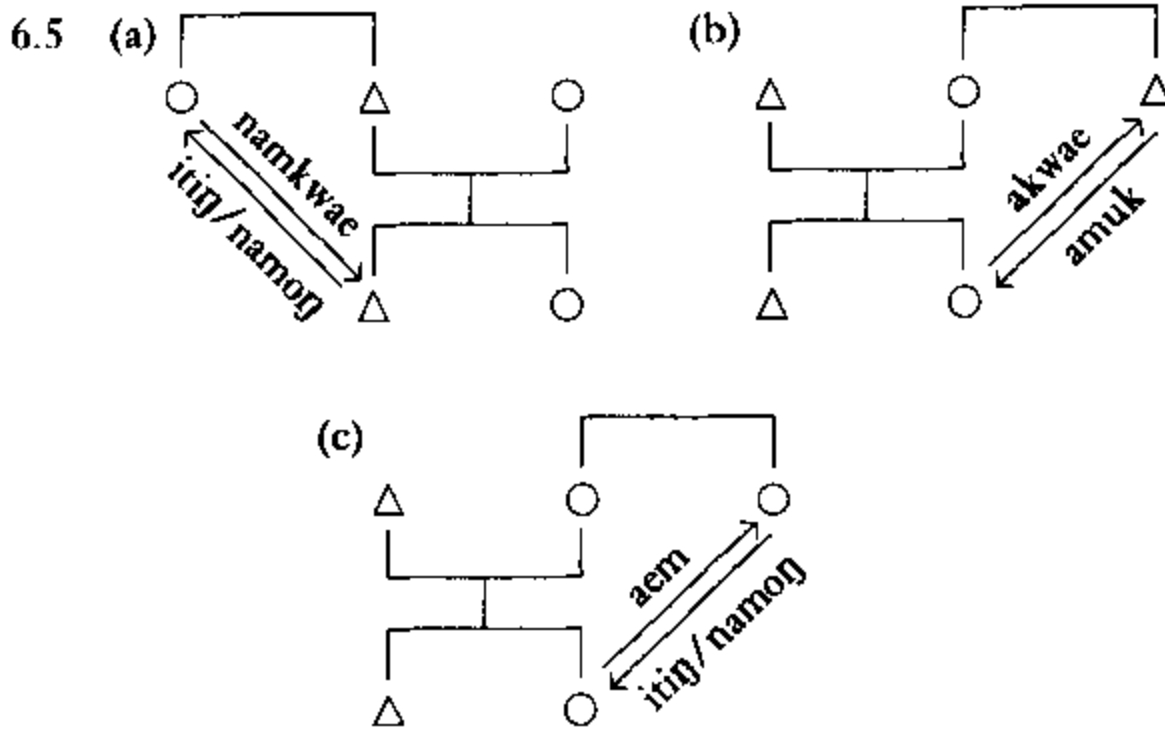 6.5 (a)
(b)
namkwae
itiŋ/namoŋ
akwae
amuk
(c)
aem
itiŋ/namoŋ